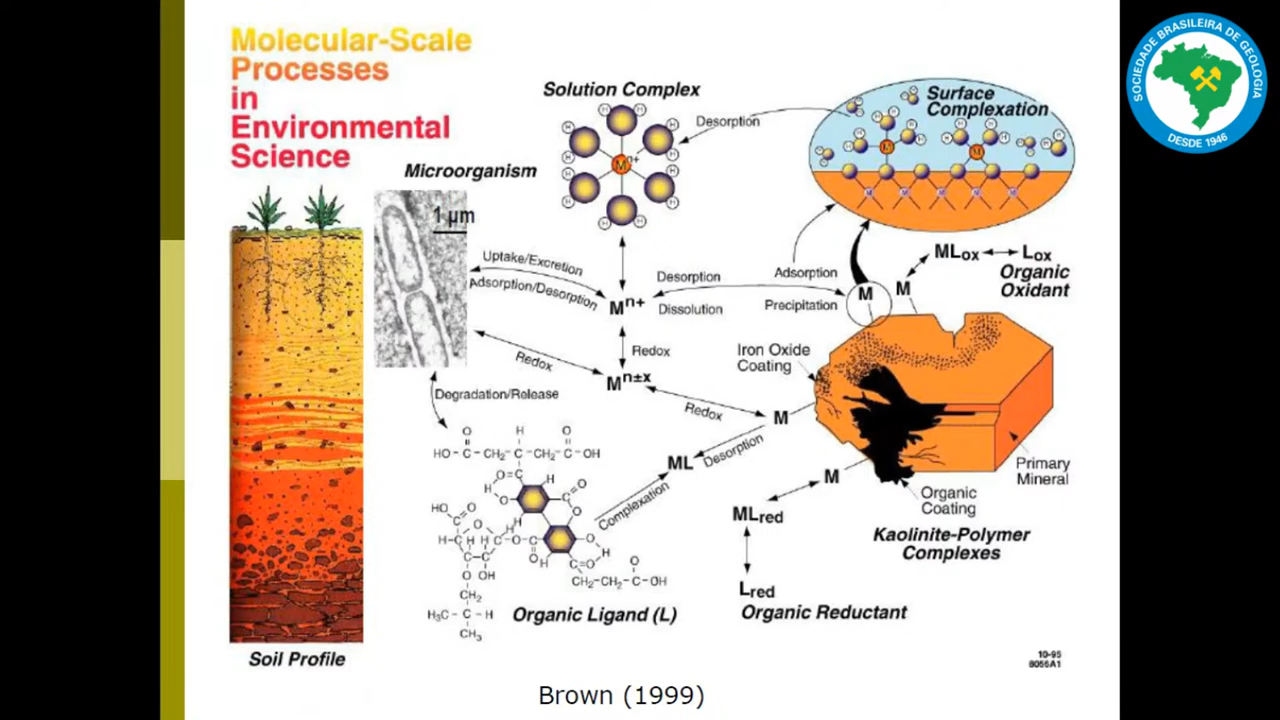 Molecular-Scale
Processes
in
Environmental
Science
Solution Complex
Desorption
Surface
Complexation
SOCIEDADE BRASILEIRA DE GEOLOGIA
DESDE 1946
Microorganism
1 µm
Mn+
Uptake/Excretion
Adsorption/Desorption
Mn+
Desorption
Dissolution
Adsorption
Precipitation
M
M
MLox
Lox
Organic
Oxidant
Redox
Redox
Mn±x
Redox
M
Iron Oxide
Coating
Degradation/Release
ML
Desorption
Complexation
M
MLred
Lred
Organic Reductant
Organic
Coating
Primary
Mineral
Kaolinite-Polymer
Complexes
HO-C-CH2-C-CH2-C-OH
CH2-CH2-C-OH
OH
CH2
H3C-C-H
CH3
Organic Ligand (L)
Soil Profile
10-95
8056A1
Brown (1999)